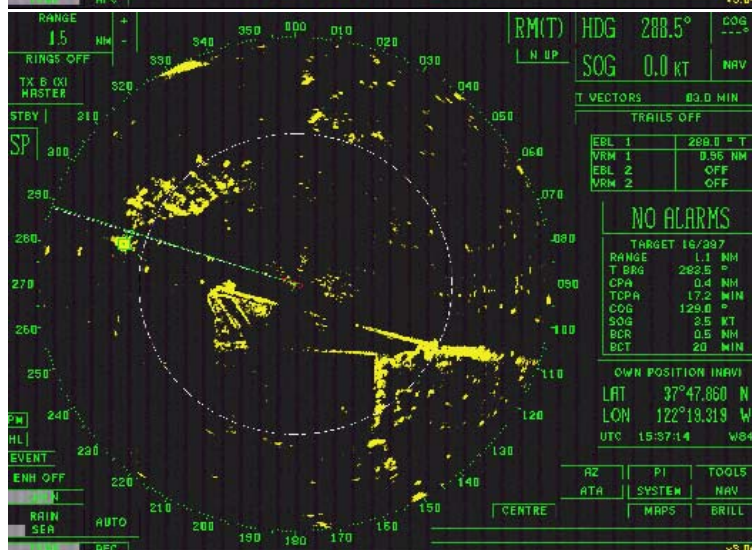 RANGE
1.5 NM
+
-
RINGS OFF
TX B (X)
MASTER
STBY
SP
RM(T)
N UP
HDG 288.5°
COG
---°
SOG 0.0 KT
NAV
T VECTORS 03.0 MIN
TRAILS OFF
EBL 1 288.0 ° T
VRM 1 0.96 NM
EBL 2 OFF
VRM 2 OFF
NO ALARMS
TARGET 16/397
RANGE 1.1 NM
T BRG 283.5 °
CPA 0.4 NM
TCPA 17.2 MIN
COG 129.0 °
SOG 3.5 KT
BCR 0.5 NM
BCT 20 MIN
OWN POSITION (NAV)
LAT 37°47.860 N
LON 122°19.319 W
UTC 15:37:14 W84
000
010
020
030
040
050
060
070
080
090
100
110
120
130
140
150
160
170
180
190
200
210
220
230
240
250
260
270
280
290
300
310
320
330
340
350
PM
HL
EVENT
ENH OFF
RAIN
SEA
AUTO
CENTRE
AZ PI TOOLS
ATA SYSTEM NAV
MAPS BRILL